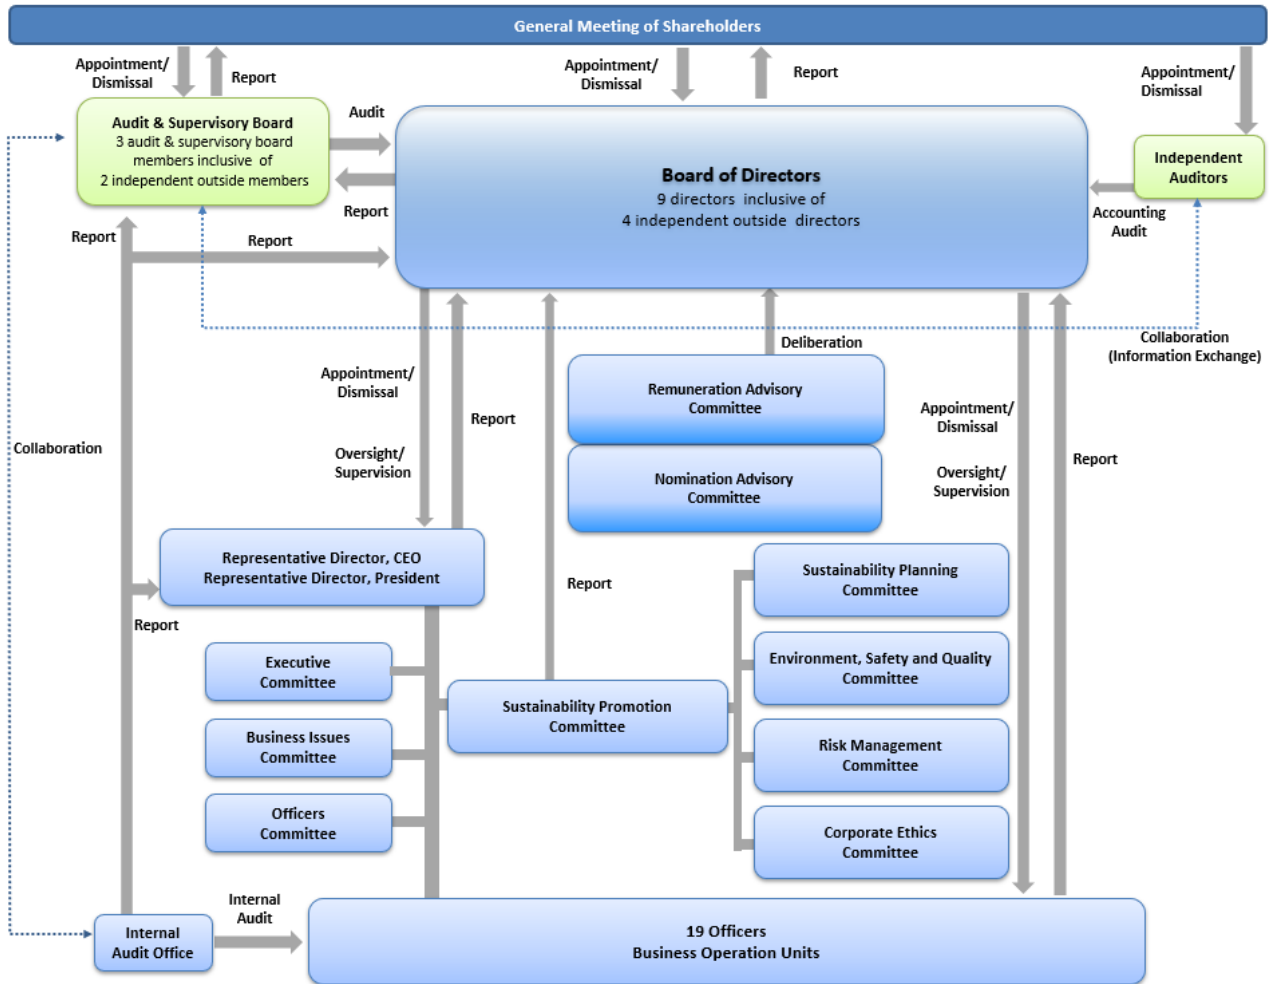 General Meeting of Shareholders
Appointment/
Dismissal
Report
Appointment/
Dismissal
Report
Appointment/
Dismissal
Audit & Supervisory Board
3 audit & supervisory board
members inclusive of
2 independent outside members
Audit
Report
Board of Directors
9 directors inclusive of
4 independent outside directors
Independent
Auditors
Accounting
Audit
Report
Report
Collaboration
(Information Exchange)
Deliberation
Remuneration Advisory
Committee
Nomination Advisory
Committee
Appointment/
Dismissal
Oversight/
Supervision
Report
Appointment/
Dismissal
Oversight/
Supervision
Report
Collaboration
Representative Director, CEO
Representative Director, President
Report
Report
Executive
Committee
Business Issues
Committee
Officers
Committee
Sustainability Promotion
Committee
Sustainability Planning
Committee
Environment, Safety and Quality
Committee
Risk Management
Committee
Corporate Ethics
Committee
Internal
Audit
Internal
Audit Office
19 Officers
Business Operation Units